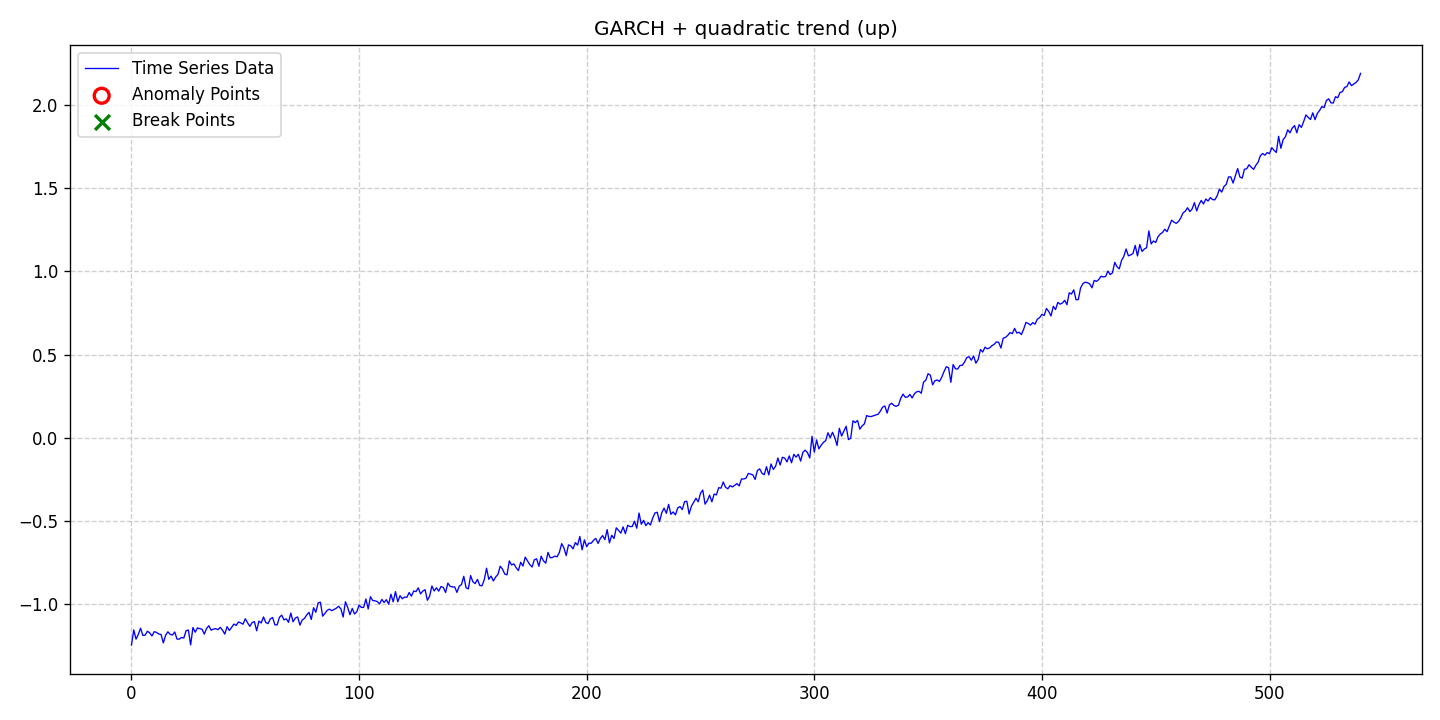 GARCH + quadratic trend (up)
Time Series Data
Anomaly Points
Break Points
2.0
1.5
1.0
0.5
0.0
−0.5
−1.0
0 100 200 300 400 500